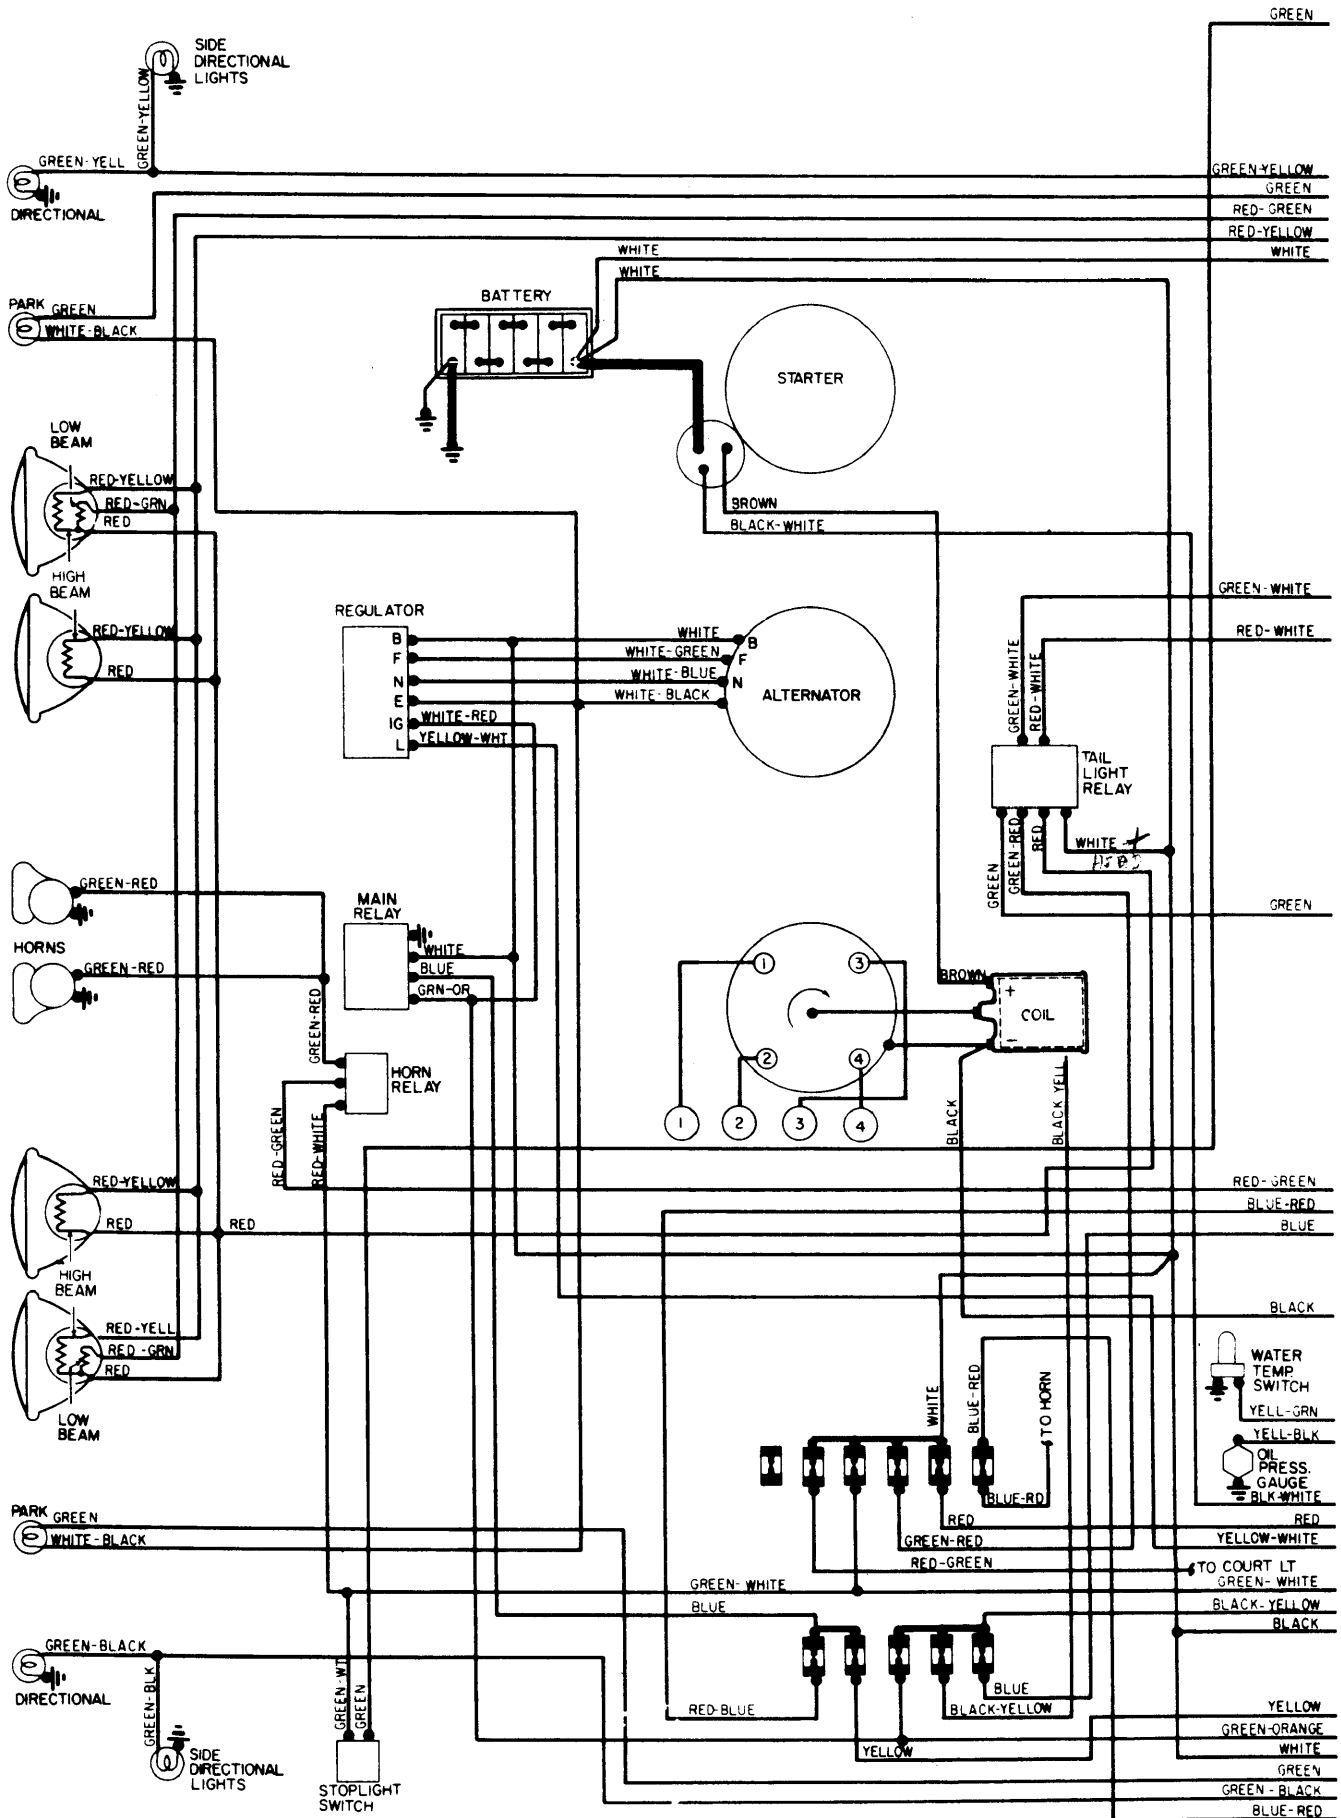 GREEN
SIDE
DIRECTIONAL
LIGHTS
GREEN-YELLOW
GREEN-YELL
DIRECTIONAL
GREEN-YELLOW
GREEN
RED-GREEN
RED-YELLOW
WHITE
WHITE
WHITE
BATTERY
PARK
GREEN
WHITE-BLACK
STARTER
LOW
BEAM
RED-YELLOW
RED-GRN
RED
HIGH
BEAM
BROWN
BLACK-WHITE
GREEN-WHITE
RED-WHITE
REGULATOR
B
F
N
E
IG
L
WHITE
WHITE-GREEN
WHITE-BLUE
WHITE-BLACK
WHITE-RED
YELLOW-WHT
B
F
N
ALTERNATOR
RED-YELLOW
RED
GREEN-WHITE
RED-WHITE
TAIL
LIGHT
RELAY
GREEN
GREEN-RED
RED
WHITE
GREEN
GREEN-RED
HORNS
GREEN-RED
MAIN
RELAY
WHITE
BLUE
GRN-OR
GREEN-RED
HORN
RELAY
RED-GREEN
RED-WHITE
1
3
2
4
1
2
3
4
BROWN
+
COIL
-
BLACK
BLACK YELL
RED-YELLOW
RED
RED
HIGH
BEAM
RED-YELL
RED-GRN
RED
LOW
BEAM
RED-GREEN
BLUE-RED
BLUE
BLACK
WATER
TEMP.
SWITCH
YELL-GRN
YELL-BLK
OIL
PRESS.
GAUGE
BLK-WHITE
WHITE
BLUE-RED
TO HORN
BLUE-RD
RED
RED
GREEN-RED
YELLOW-WHITE
RED-GREEN
TO COURT LT
PARK
GREEN
WHITE-BLACK
GREEN-WHITE
GREEN-WHITE
BLUE
BLACK-YELLOW
BLACK
GREEN-BLACK
DIRECTIONAL
GREEN-BLK
SIDE
DIRECTIONAL
LIGHTS
GREEN-WT
GREEN
STOPLIGHT
SWITCH
RED-BLUE
YELLOW
BLACK-YELLOW
BLUE
YELLOW
GREEN-ORANGE
WHITE
GREEN
GREEN-BLACK
BLUE-RED